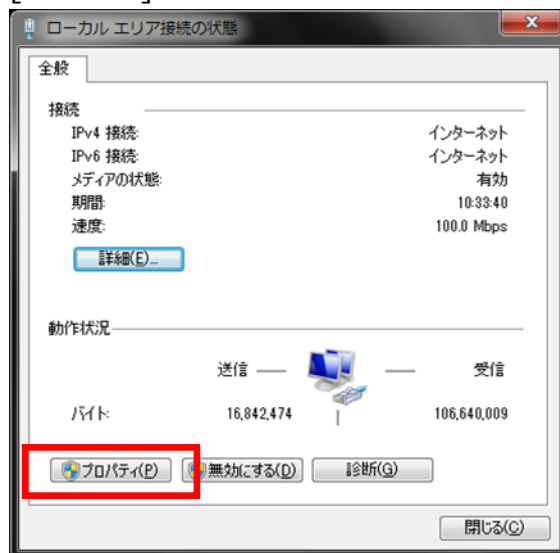 ローカル エリア接続の状態
全般
接続
IPv4 接続: インターネット
IPv6 接続: インターネット
メディアの状態: 有効
期間: 10:33:40
速度: 100.0 Mbps
詳細(E)...
動作状況
送信 受信
バイト: 16,842,474 106,640,009
プロパティ(P) 無効にする(D) 診断(G)
閉じる(C)